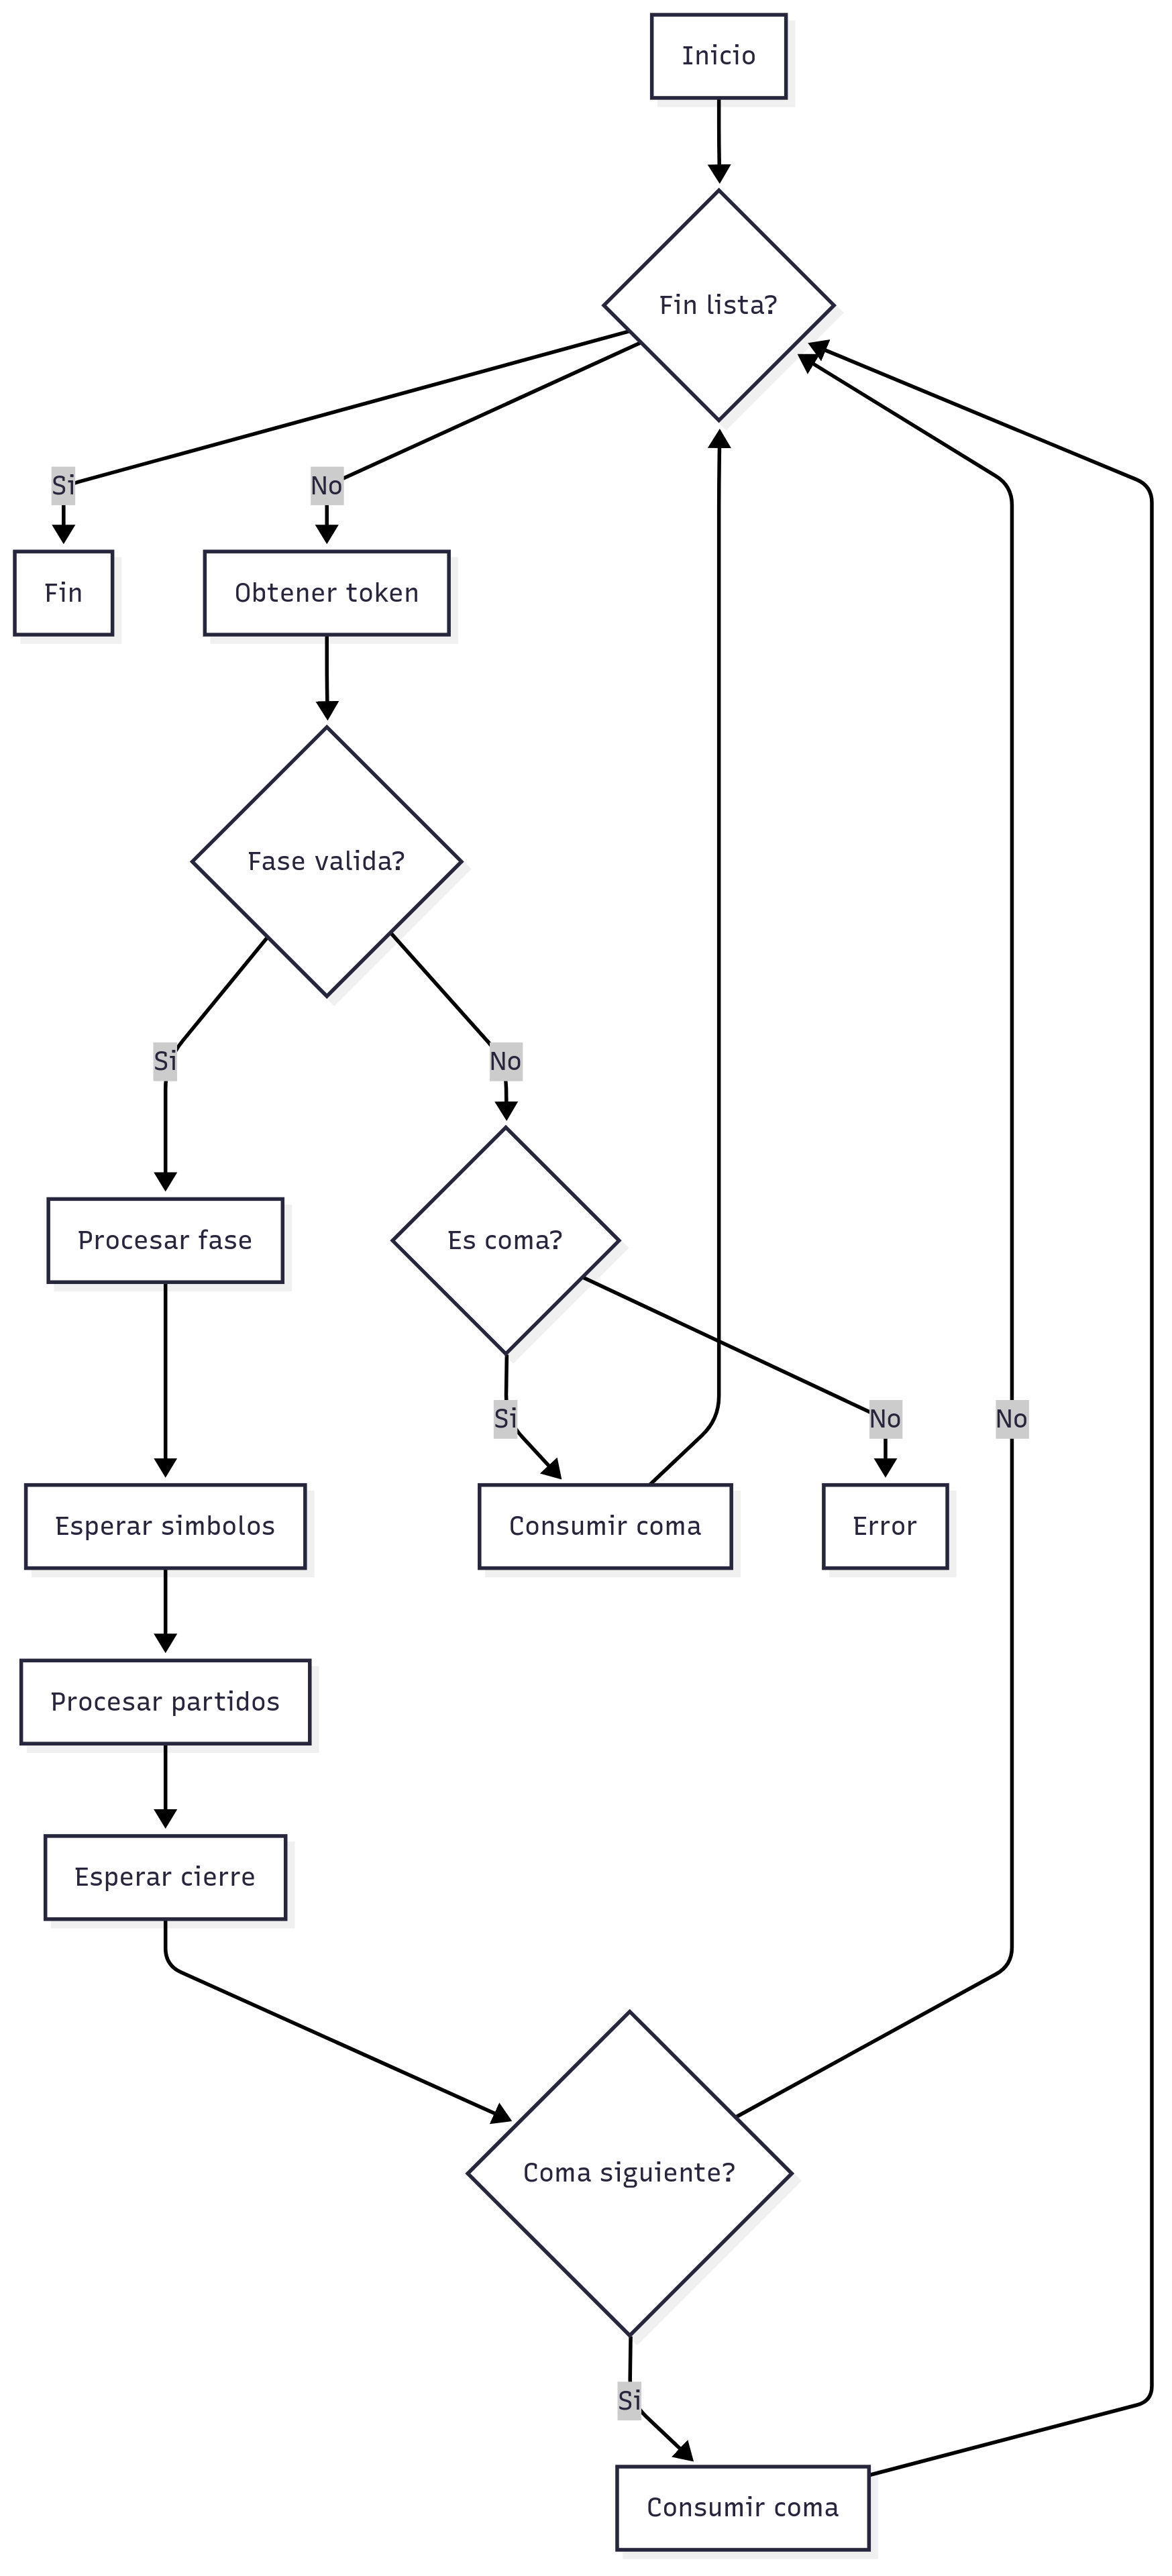 Inicio
Fin lista?
Si
No
Fin
Obtener token
Fase valida?
Si
No
Procesar fase
Es coma?
Si
No
No
Esperar simbolos
Consumir coma
Error
Procesar partidos
Esperar cierre
Coma siguiente?
Si
Consumir coma